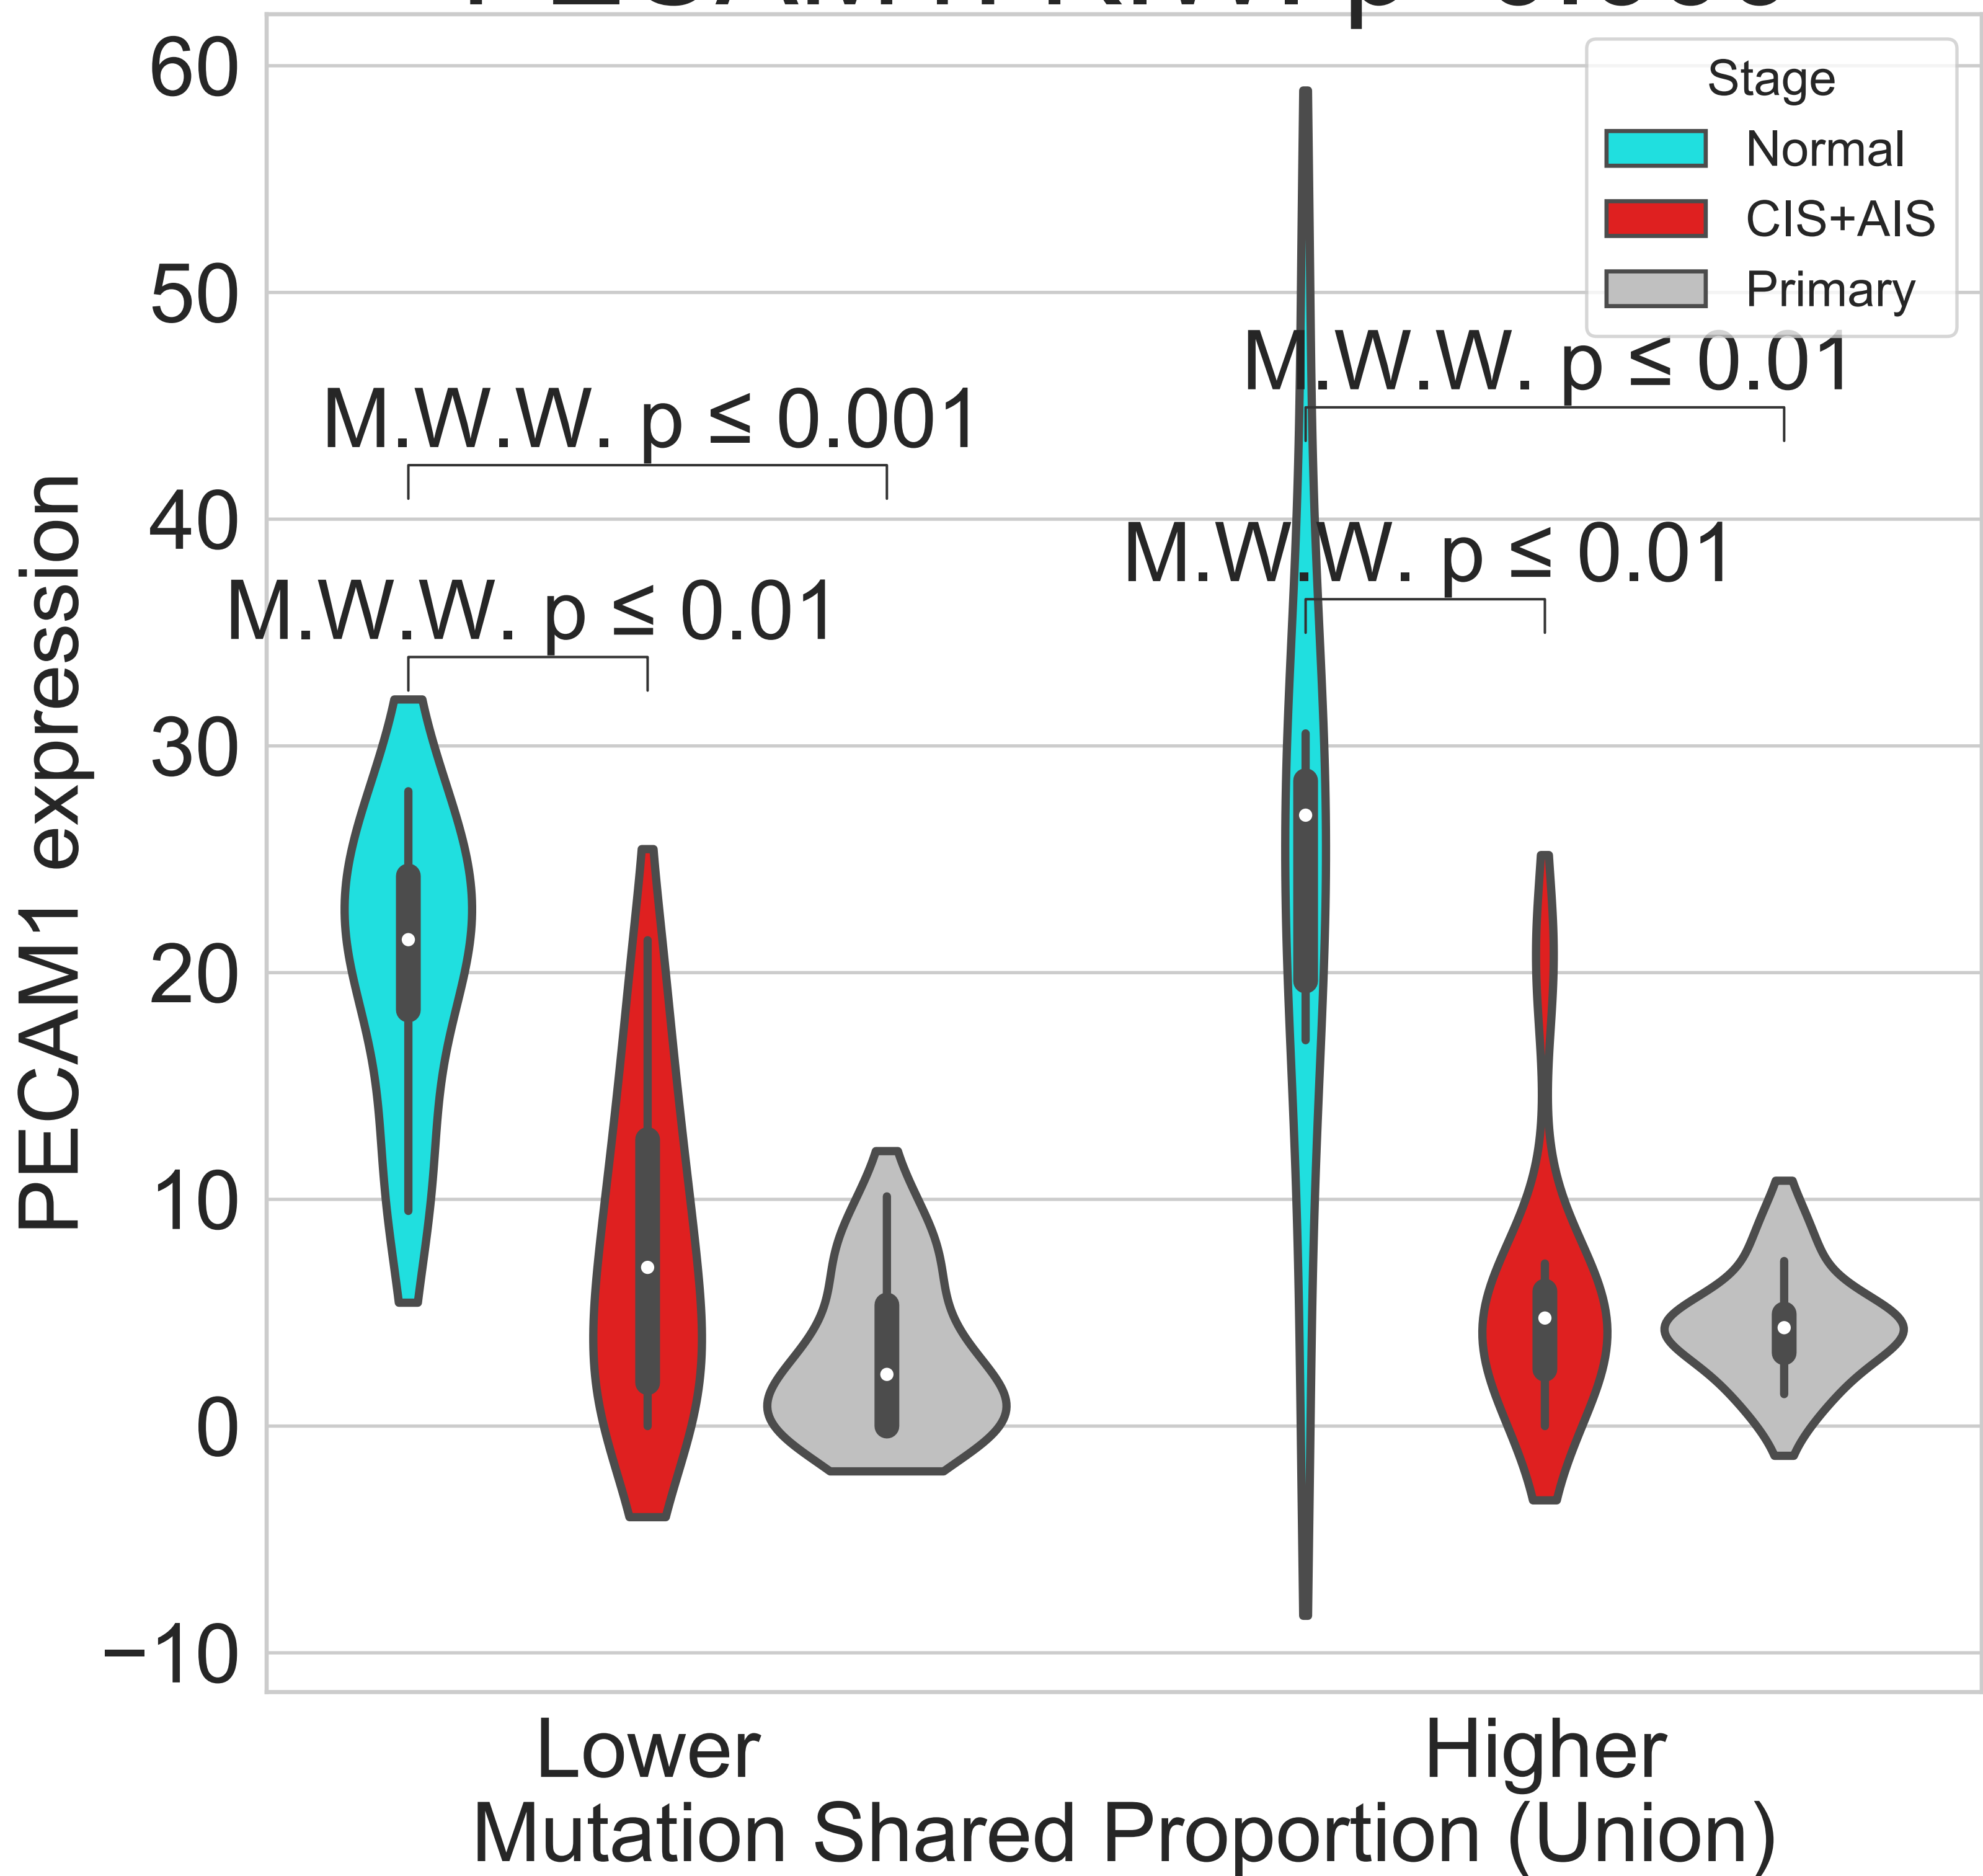 60
50
40
30
20
10
0
−10
PECAM1 expression
Stage
Normal
CIS+AIS
Primary
M.W.W. p ≤ 0.01
M.W.W. p ≤ 0.001
M.W.W. p ≤ 0.01
M.W.W. p ≤ 0.01
Lower
Higher
Mutation Shared Proportion (Union)